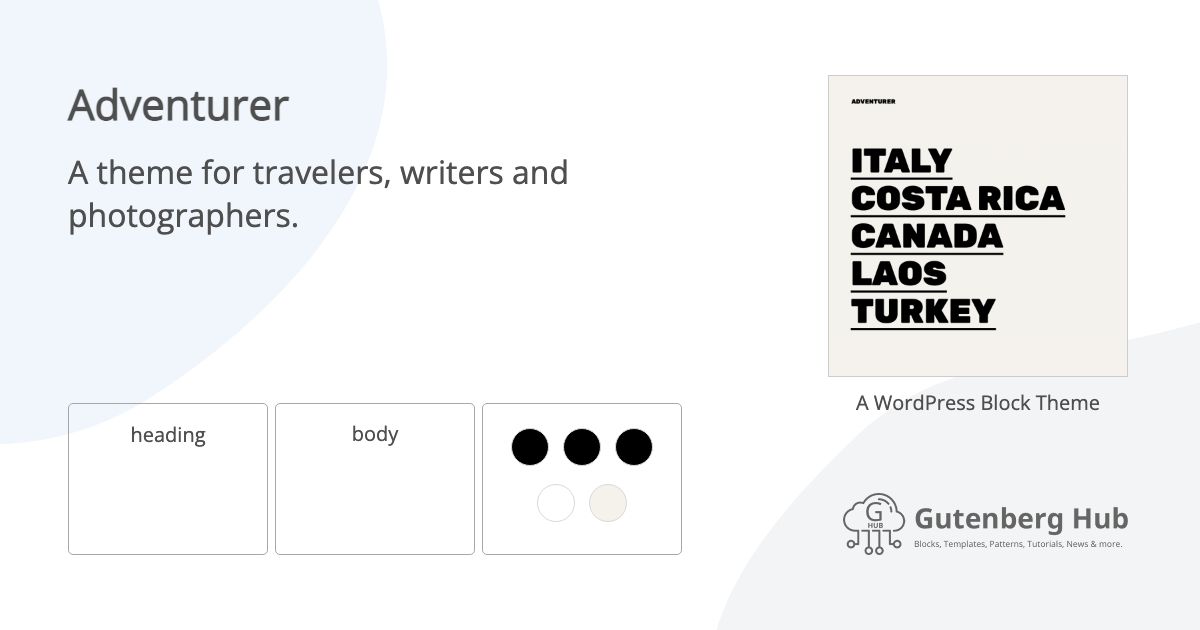 Adventurer
A theme for travelers, writers and
photographers.
ADVENTURER
ITALY
COSTA RICA
CANADA
LAOS
TURKEY
A WordPress Block Theme
heading
body
G
HUB
Gutenberg Hub
Blocks, Templates, Patterns, Tutorials, News & more.